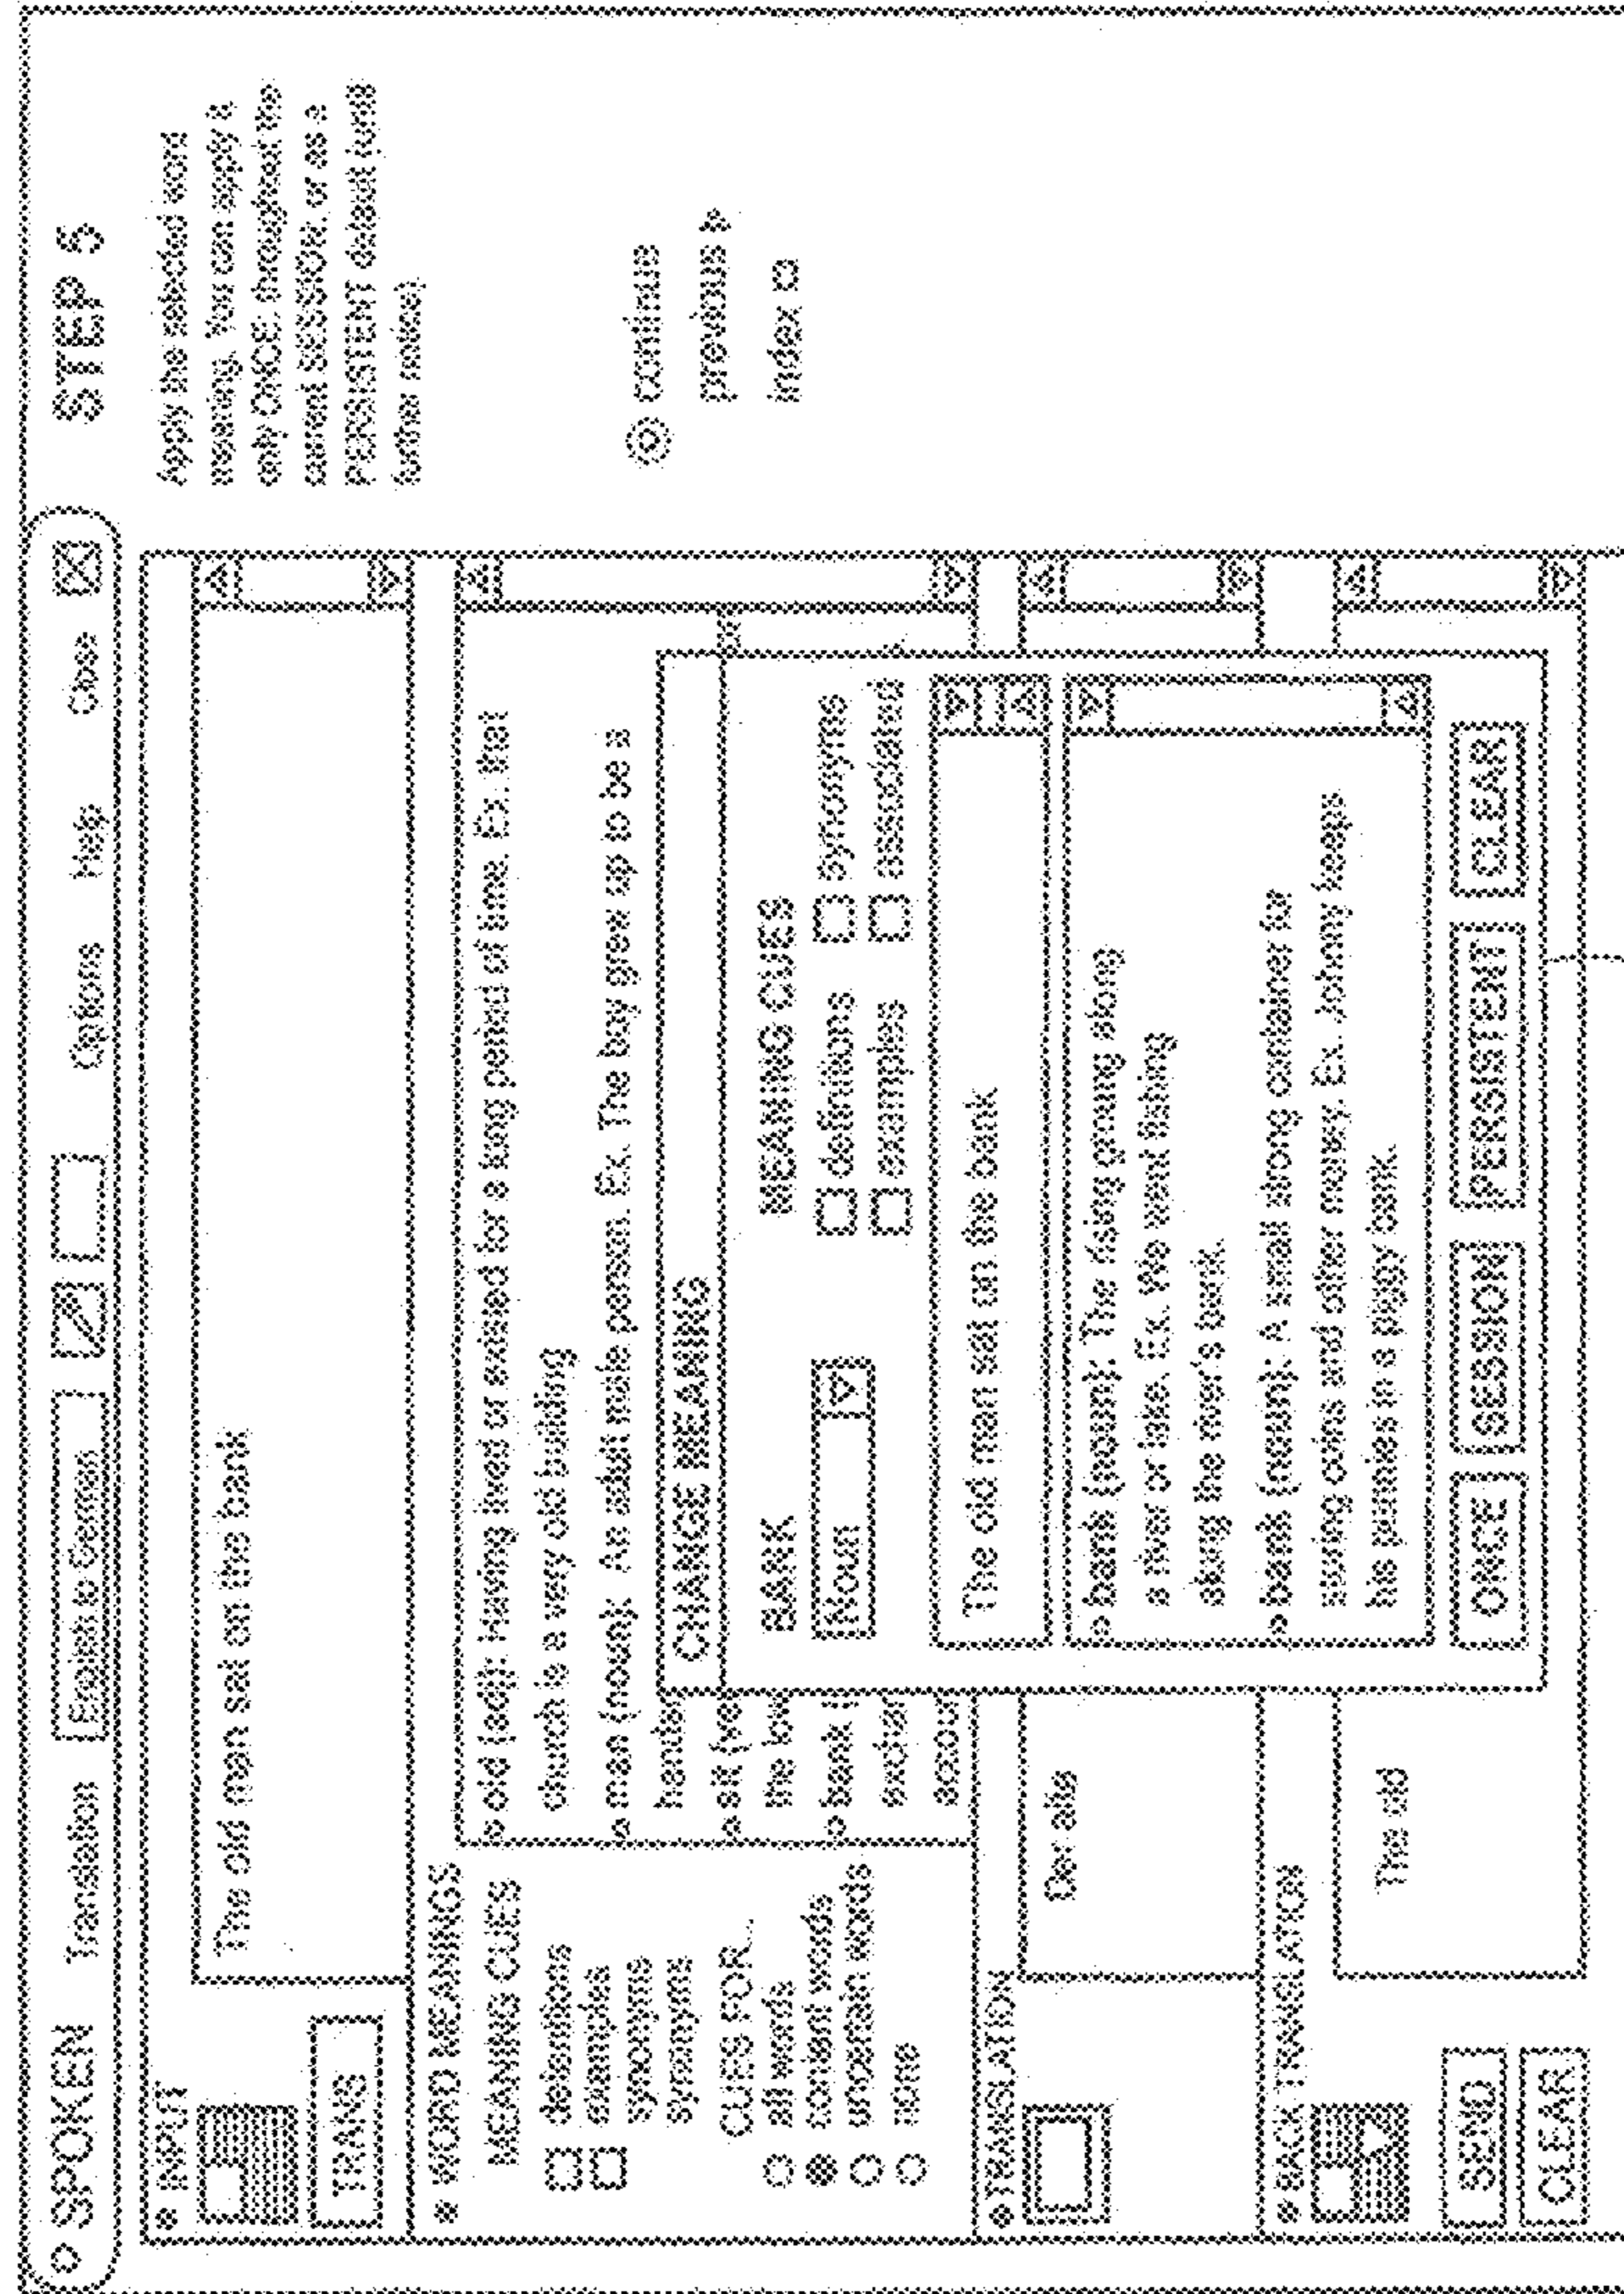 SPOKEN Translation English to German Options Help Close
STEP 5
Apply the selected word
meaning. You can apply it
only ONCE, throughout the
current SESSION, or as a
PERSISTENT default (until
further notice).
continue
previous
index
INPUT
The old man sat on the bank
TRANS
WORD MEANINGS
MEANING CUES
definitions
examples
synonyms
synonyms
CUES FOR...
all words
content words
uncertain words
none
old (adj): Having lived or existed for a long period of time. Ex. that
church is a very old building
man (noun): An adult male person. Ex. The boy grew up to be a
hands
sit (ve
the
bank
CHANGE MEANING
BANK
Noun
MEANING CUES
definitions synonyms
examples associated
The old man sat on the bank
bank (noun): The rising ground along
a river or lake. Ex. We went fishing
along the river's bank.
bank (noun): A small strong container for
storing coins and other money. Ex. Johnny keeps
his pennies in a piggy bank.
ONCE SESSION PERSISTENT CLEAR
TRANSLATION
Der alte
BACK TRANSLATION
The old
SEND
CLEAR